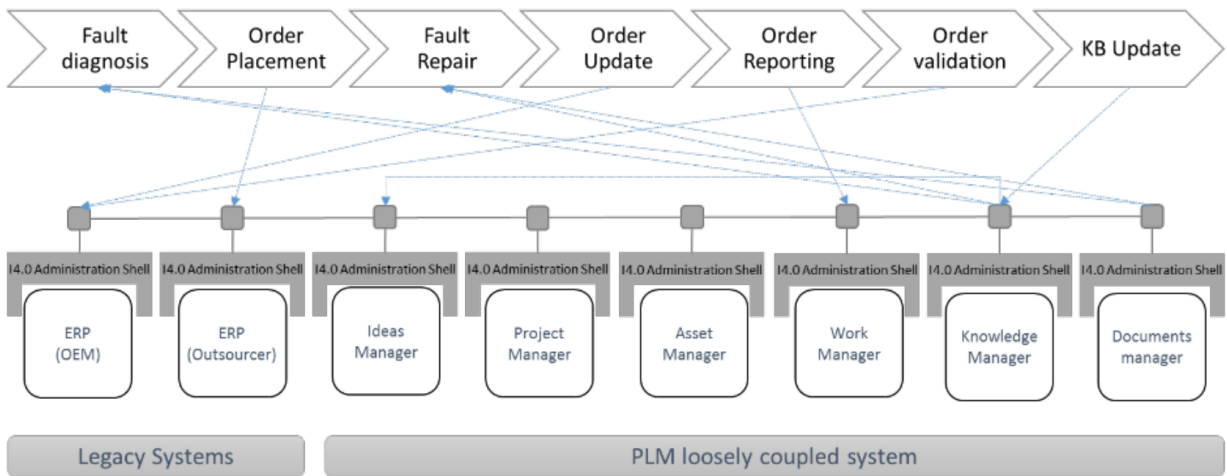 Fault
diagnosis
Order
Placement
Fault
Repair
Order
Update
Order
Reporting
Order
validation
KB Update
I4.0 Administration Shell
I4.0 Administration Shell
I4.0 Administration Shell
I4.0 Administration Shell
I4.0 Administration Shell
I4.0 Administration Shell
I4.0 Administration Shell
I4.0 Administration Shell
ERP
(OEM)
ERP
(Outsourcer)
Ideas
Manager
Project
Manager
Asset
Manager
Work
Manager
Knowledge
Manager
Documents
manager
Legacy Systems
PLM loosely coupled system